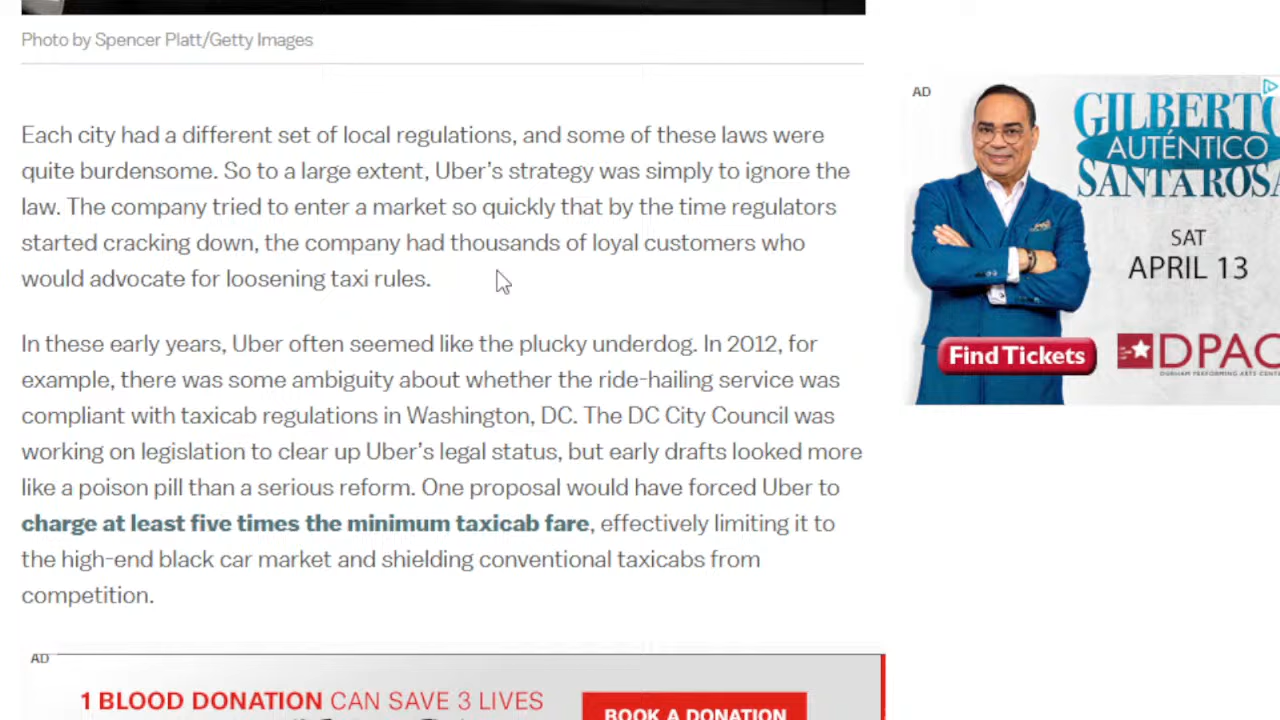 Photo by Spencer Platt/Getty Images
Each city had a different set of local regulations, and some of these laws were
quite burdensome. So to a large extent, Uber’s strategy was simply to ignore the
law. The company tried to enter a market so quickly that by the time regulators
started cracking down, the company had thousands of loyal customers who
would advocate for loosening taxi rules.
In these early years, Uber often seemed like the plucky underdog. In 2012, for
example, there was some ambiguity about whether the ride-hailing service was
compliant with taxicab regulations in Washington, DC. The DC City Council was
working on legislation to clear up Uber’s legal status, but early drafts looked more
like a poison pill than a serious reform. One proposal would have forced Uber to
charge at least five times the minimum taxicab fare, effectively limiting it to
the high-end black car market and shielding conventional taxicabs from
competition.
AD
1 BLOOD DONATION CAN SAVE 3 LIVES
BOOK A DONATION
AD
GILBERTO
AUTÉNTICO
SANTA ROSA
SAT
APRIL 13
Find Tickets
DPAC
DURHAM PERFORMING ARTS CENT